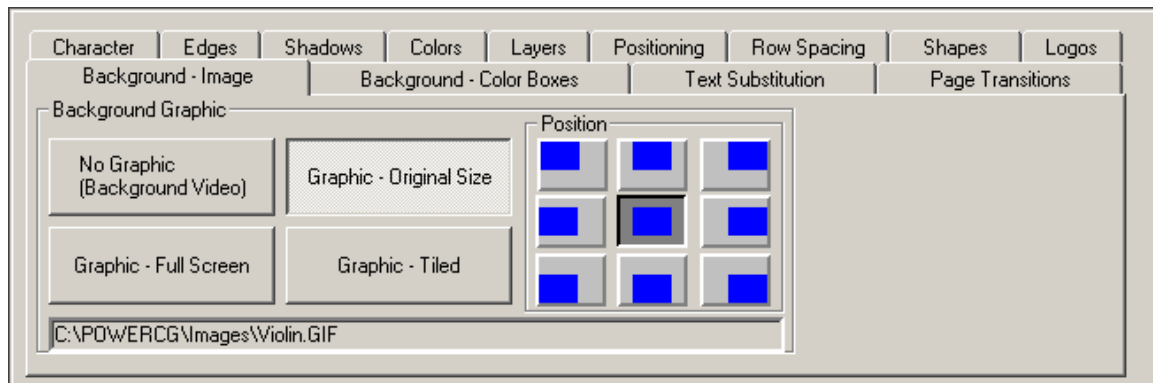 Character Edges Shadows Colors Layers Positioning Row Spacing Shapes Logos
Background - Image Background - Color Boxes Text Substitution Page Transitions
Background Graphic
Position
No Graphic
(Background Video)
Graphic - Original Size
Graphic - Full Screen
Graphic - Tiled
C:\POWERCG\Images\Violin.GIF